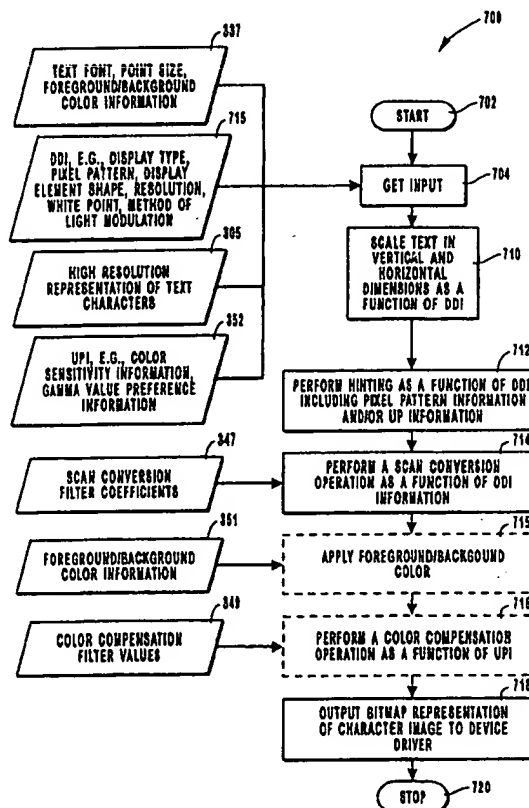 700
337
TEXT FONT, POINT SIZE,
FOREGROUND/BACKGROUND
COLOR INFORMATION
715
DDI, E.G., DISPLAY TYPE,
PIXEL PATTERN, DISPLAY
ELEMENT SHAPE, RESOLUTION,
WHITE POINT, METHOD OF
LIGHT MODULATION
305
HIGH RESOLUTION
REPRESENTATION OF TEXT
CHARACTERS
352
UPI, E.G., COLOR
SENSITIVITY INFORMATION,
GAMMA VALUE PREFERENCE
INFORMATION
347
SCAN CONVERSION
FILTER COEFFICIENTS
351
FOREGROUND/BACKGROUND
COLOR INFORMATION
349
COLOR COMPENSATION
FILTER VALUES
702
START
704
GET INPUT
710
SCALE TEXT IN
VERTICAL AND
HORIZONTAL
DIMENSIONS AS A
FUNCTION OF DDI
712
PERFORM HINTING AS A FUNCTION OF DDI
INCLUDING PIXEL PATTERN INFORMATION
AND/OR UP INFORMATION
714
PERFORM A SCAN CONVERSION
OPERATION AS A FUNCTION OF DDI
INFORMATION
715
APPLY FOREGROUND/BACKGOUND
COLOR
716
PERFORM A COLOR COMPENSATION
OPERATION AS A FUNCTION OF UPI
718
OUTPUT BITMAP REPRESENTATION
OF CHARACTER IMAGE TO DEVICE
DRIVER
720
STOP